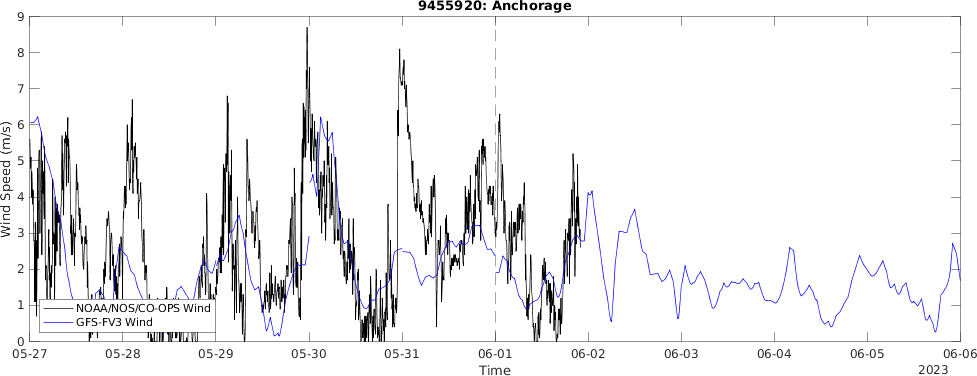 9455920: Anchorage
Wind Speed (m/s)
9
8
7
6
5
4
3
2
1
0
NOAA/NOS/CO-OPS Wind
GFS-FV3 Wind
05-27 05-28 05-29 05-30 05-31 06-01 06-02 06-03 06-04 06-05 06-06
Time
2023